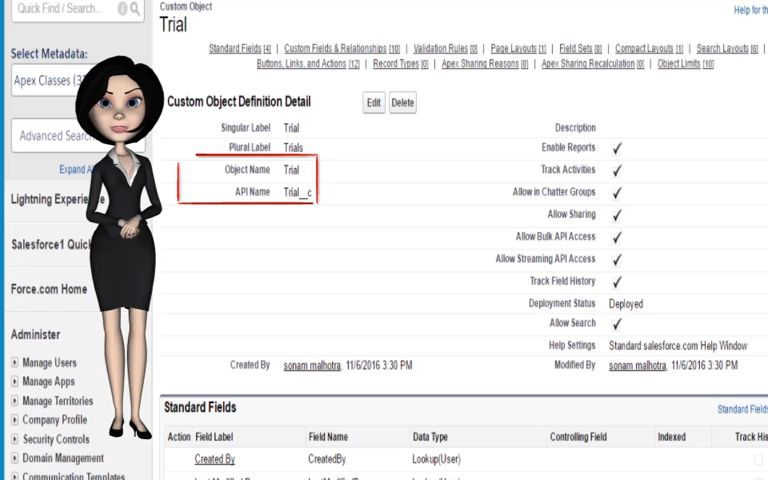 Custom Object
Quick Find / Search...
Help for th
Trial
Standard Fields [4] | Custom Fields & Relationships [10] | Validation Rules [0] | Page Layouts [1] | Field Sets [0] | Compact Layouts [1] | Search Layouts [6] |
Buttons, Links, and Actions [12] | Record Types [0] | Apex Sharing Reasons [0] | Apex Sharing Recalculation [0] | Object Limits [10]
Select Metadata:
Apex Classes (3
Advanced Sear
Expand A
Lightning Experie
Salesforce1 Quic
Force.com Home
Administer
Manage Users
Manage Apps
Manage Territories
Company Profile
Security Controls
Domain Management
Communication Templates
Custom Object Definition Detail
Edit
Delete
Singular Label Trial
Description
Plural Label Trials
Enable Reports ✓
Object Name Trial
Track Activities ✓
API Name Trial__c
Allow in Chatter Groups ✓
Allow Sharing ✓
Allow Bulk API Access ✓
Allow Streaming API Access ✓
Track Field History ✓
Deployment Status Deployed
Allow Search ✓
Help Settings Standard salesforce.com Help Window
Created By sonam malhotra, 11/6/2016 3:30 PM
Modified By sonam malhotra, 11/6/2016 3:30 PM
Standard Fields
Standard Fields
Action Field Label Field Name Data Type Controlling Field Indexed Track His
Created By CreatedBy Lookup(User)